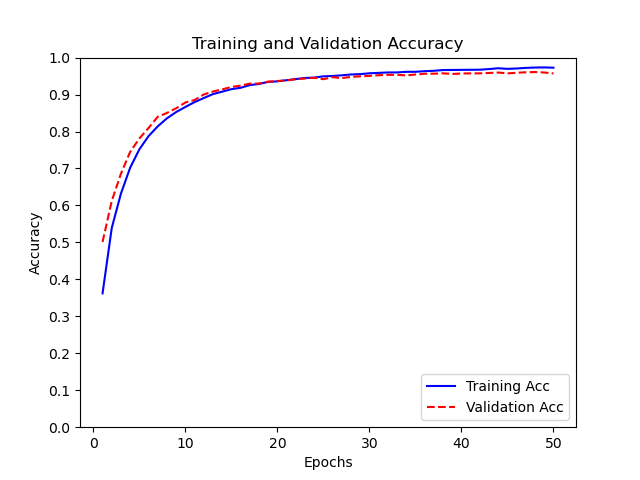 Training and Validation Accuracy
1.0
0.9
0.8
0.7
0.6
0.5
0.4
0.3
0.2
0.1
0.0
Accuracy
0 10 20 30 40 50
Epochs
Training Acc
Validation Acc